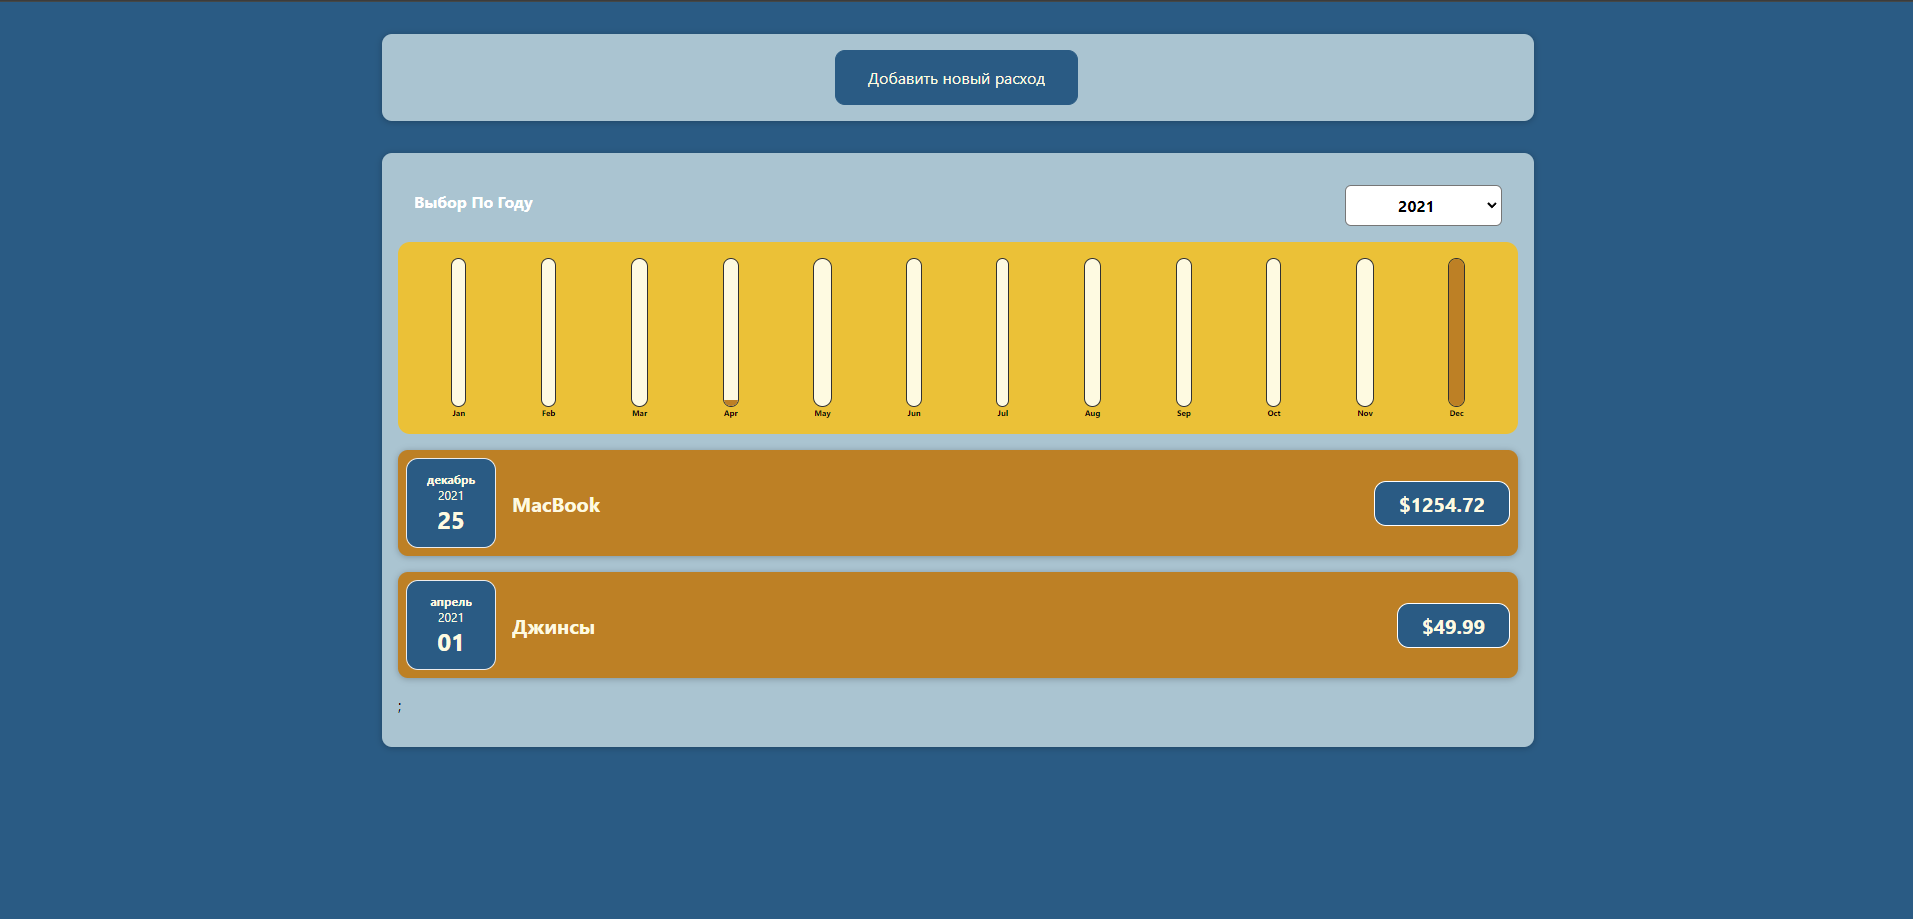 Добавить новый расход
Выбор По Году
2021
Jan Feb Mar Apr May Jun Jul Aug Sep Oct Nov Dec
декабрь
2021
25
MacBook
$1254.72
апрель
2021
01
Джинсы
$49.99
;